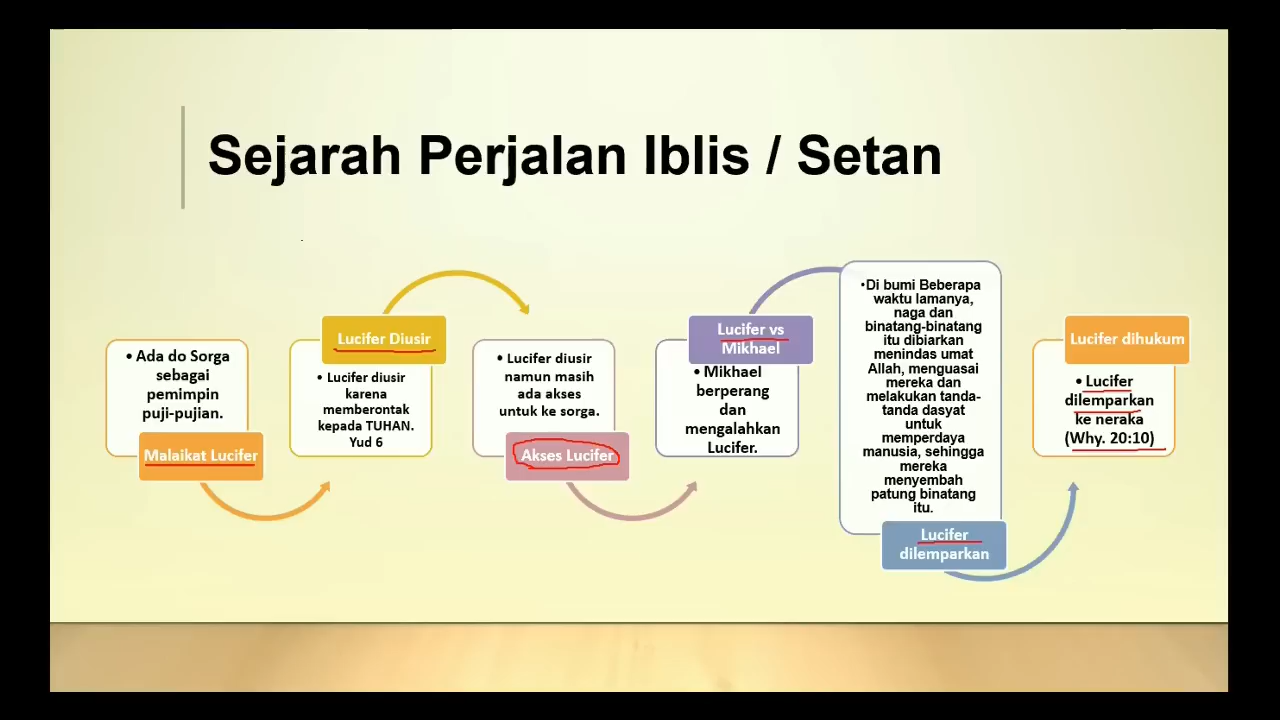 Sejarah Perjalan Iblis / Setan
• Ada do Sorga
sebagai
pemimpin
puji-pujian.
Malaikat Lucifer
Lucifer Diusir
• Lucifer diusir
karena
memberontak
kepada TUHAN.
Yud 6
• Lucifer diusir
namun masih
ada akses
untuk ke sorga.
Akses Lucifer
Lucifer vs
Mikhael
• Mikhael
berperang
dan
mengalahkan
Lucifer.
•Di bumi Beberapa
waktu lamanya,
naga dan
binatang-binatang
itu dibiarkan
menindas umat
Allah, menguasai
mereka dan
melakukan tanda-
tanda dasyat
untuk
memperdaya
manusia, sehingga
mereka
menyembah
patung binatang
itu.
Lucifer
dilemparkan
Lucifer dihukum
• Lucifer
dilemparkan
ke neraka
(Why. 20:10)